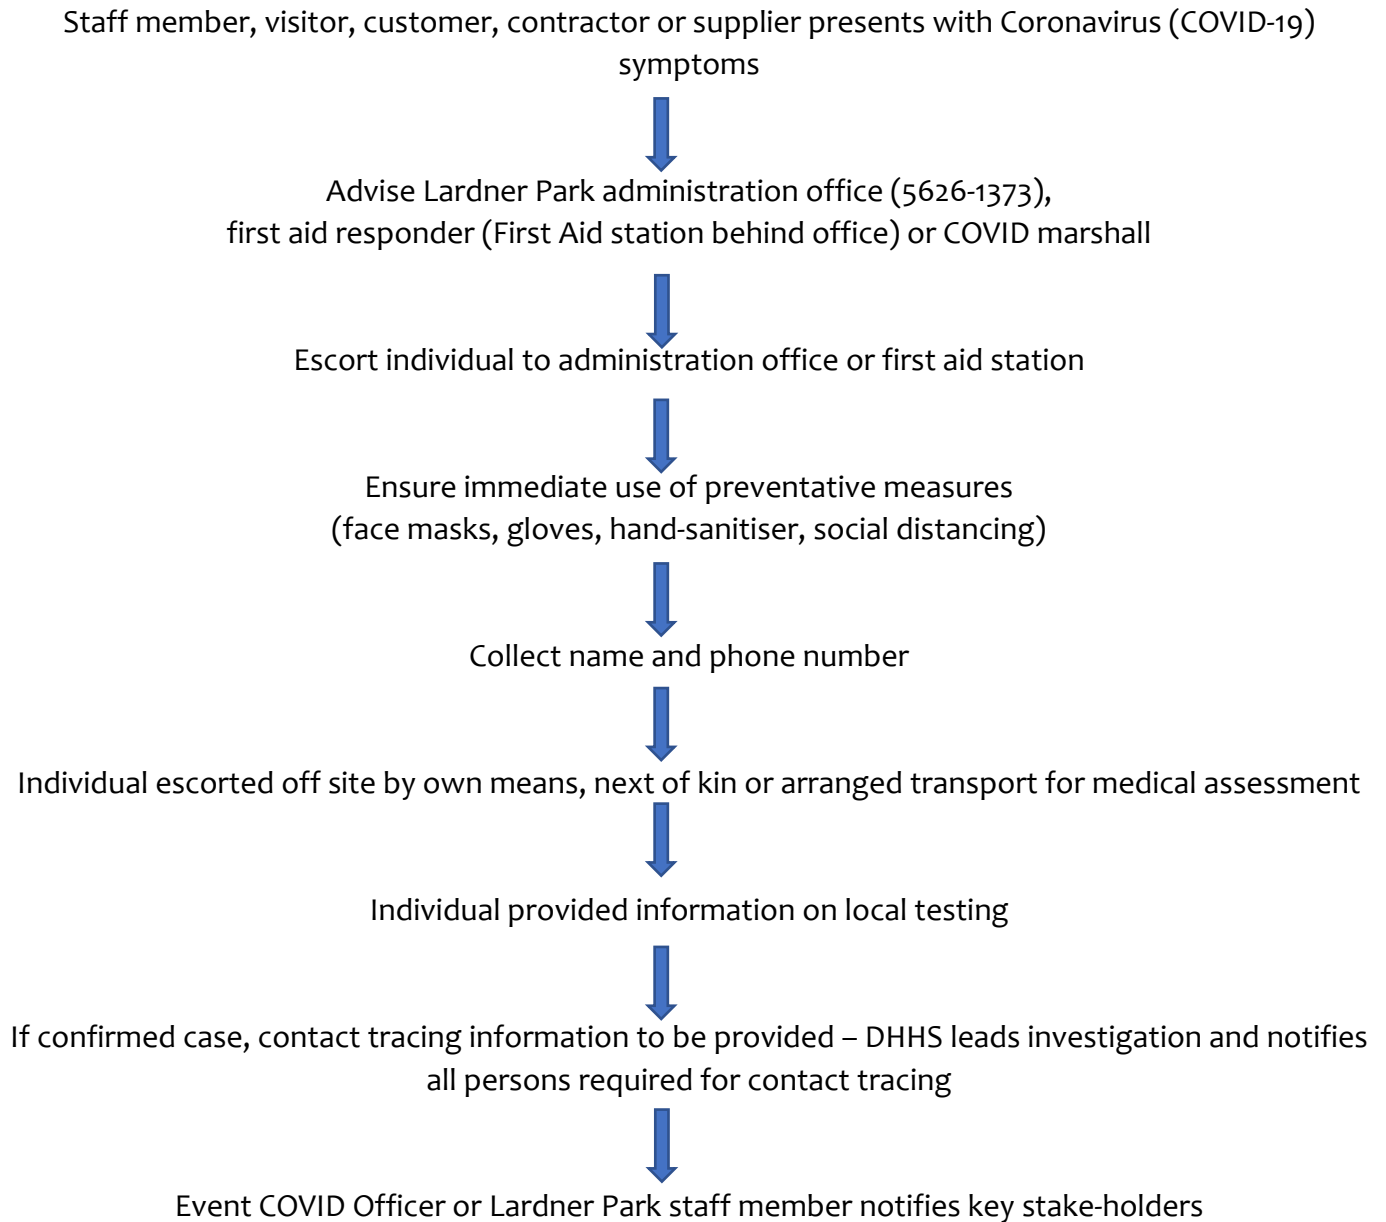 Staff member, visitor, customer, contractor or supplier presents with Coronavirus (COVID-19)
symptoms
Advise Lardner Park administration office (5626-1373),
first aid responder (First Aid station behind office) or COVID marshall
Escort individual to administration office or first aid station
Ensure immediate use of preventative measures
(face masks, gloves, hand-sanitiser, social distancing)
Collect name and phone number
Individual escorted off site by own means, next of kin or arranged transport for medical assessment
Individual provided information on local testing
If confirmed case, contact tracing information to be provided – DHHS leads investigation and notifies
all persons required for contact tracing
Event COVID Officer or Lardner Park staff member notifies key stake-holders